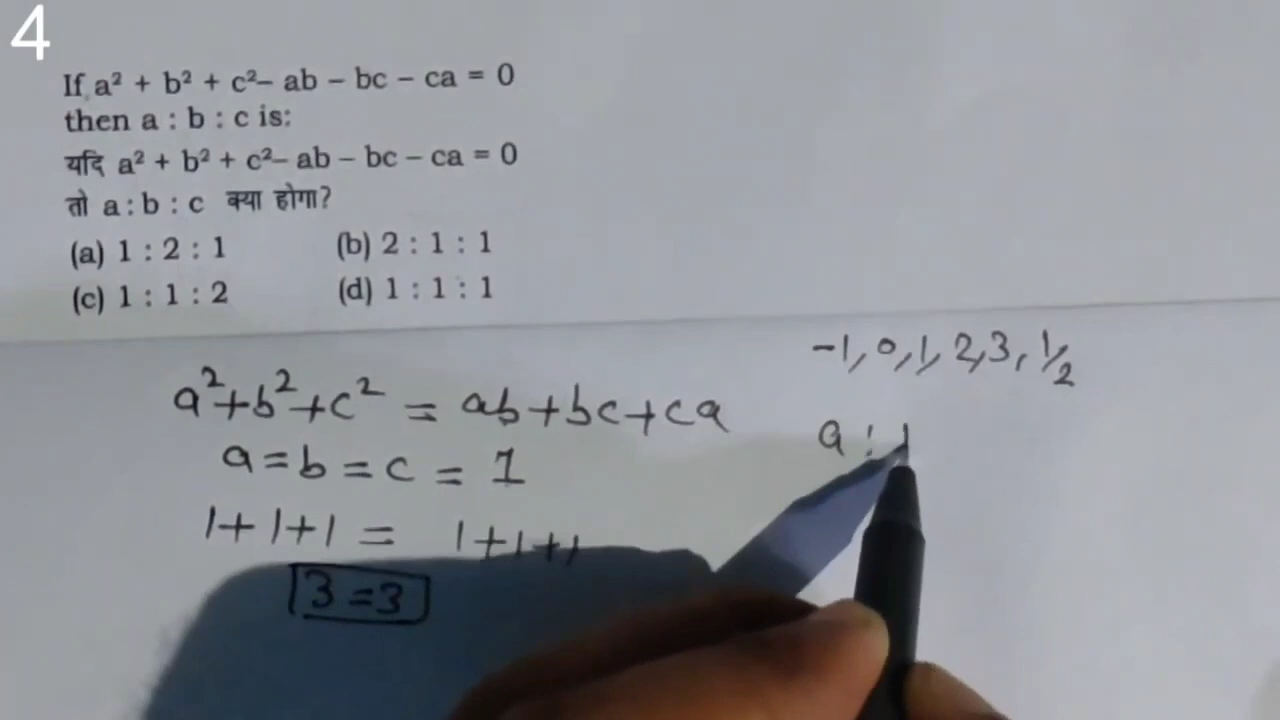 4
If a² + b² + c²– ab – bc – ca = 0
then a : b : c is:
यदि a² + b² + c²– ab – bc – ca = 0
तो a : b : c क्या होगा?
(a) 1 : 2 : 1 (b) 2 : 1 : 1
(c) 1 : 1 : 2 (d) 1 : 1 : 1
-1, 0, 1, 2, 3, 1/2
a²+b²+c² = ab+bc+ca
a :
a = b = c = 1
1+1+1 = 1+1+1
3=3